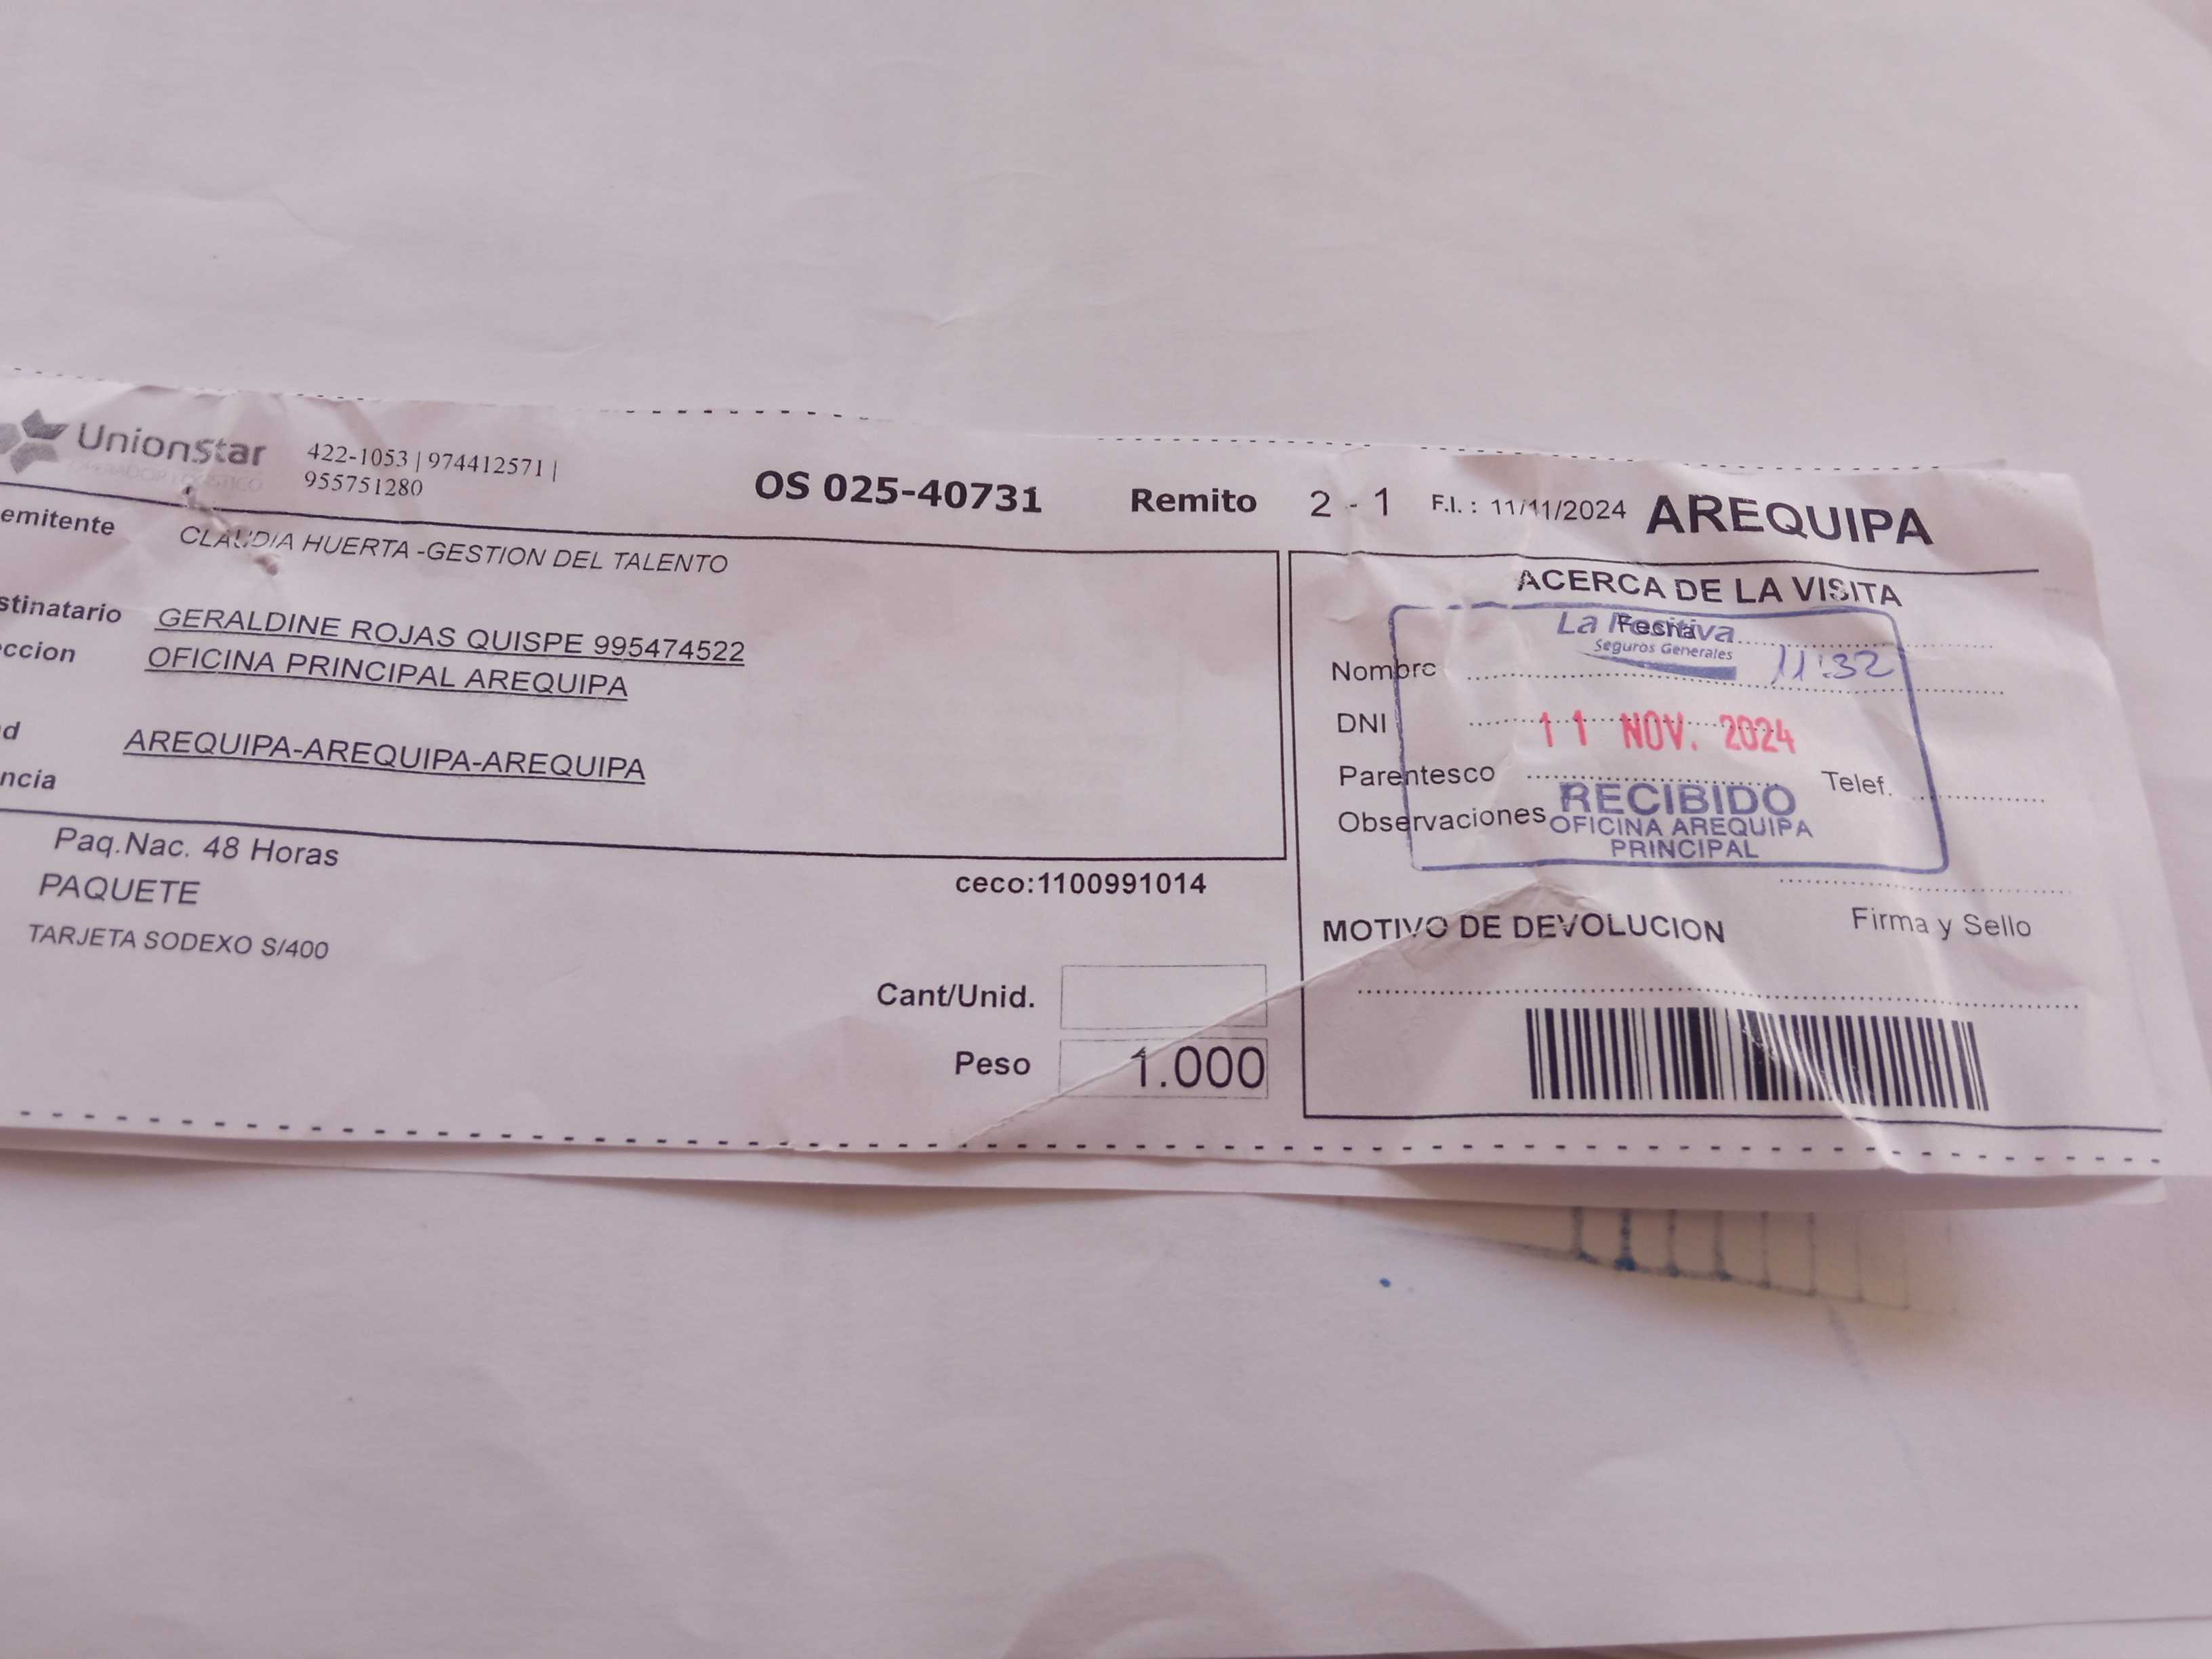 UnionStar
OPERADOR LOGISTICO
422-1053 | 974412571 |
955751280
OS 025-40731
Remito 2 - 1
F.I. : 11/11/2024
AREQUIPA
emitente CLAUDIA HUERTA -GESTION DEL TALENTO
stinatario GERALDINE ROJAS QUISPE 995474522
ccion OFICINA PRINCIPAL AREQUIPA
d AREQUIPA-AREQUIPA-AREQUIPA
ncia
Paq.Nac. 48 Horas
PAQUETE
TARJETA SODEXO S/400
ceco:1100991014
Cant/Unid.
Peso 1.000
ACERCA DE LA VISITA
Fecha
La Positiva
Seguros Generales
11:32
Nombre
DNI
11 NOV. 2024
Parentesco
Telef.
RECIBIDO
Observaciones
OFICINA AREQUIPA
PRINCIPAL
MOTIVO DE DEVOLUCION
Firma y Sello